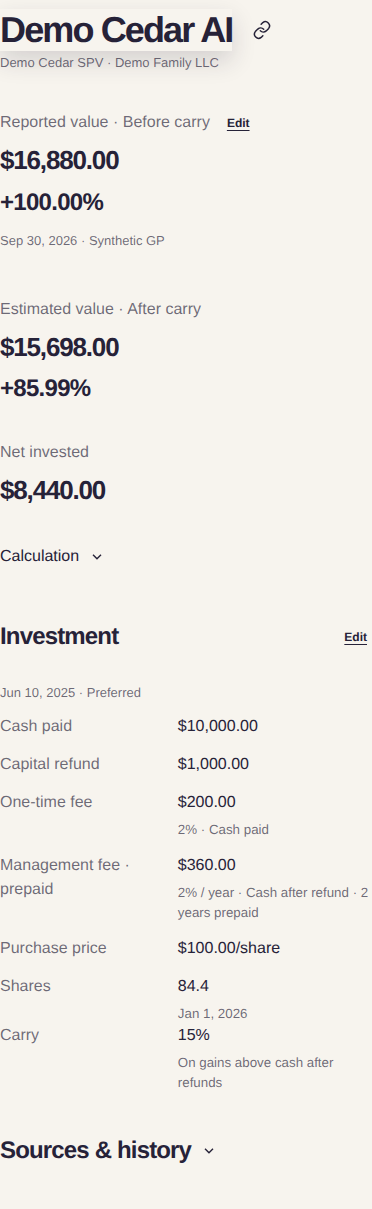 Demo Cedar AI
Demo Cedar SPV · Demo Family LLC
Reported value · Before carry Edit
$16,880.00
+100.00%
Sep 30, 2026 · Synthetic GP
Estimated value · After carry
$15,698.00
+85.99%
Net invested
$8,440.00
Calculation
Investment Edit
Jun 10, 2025 · Preferred
Cash paid $10,000.00
Capital refund $1,000.00
One-time fee $200.00
2% · Cash paid
Management fee · $360.00
prepaid
2% / year · Cash after refund · 2
years prepaid
Purchase price $100.00/share
Shares 84.4
Jan 1, 2026
Carry 15%
On gains above cash after
refunds
Sources & history